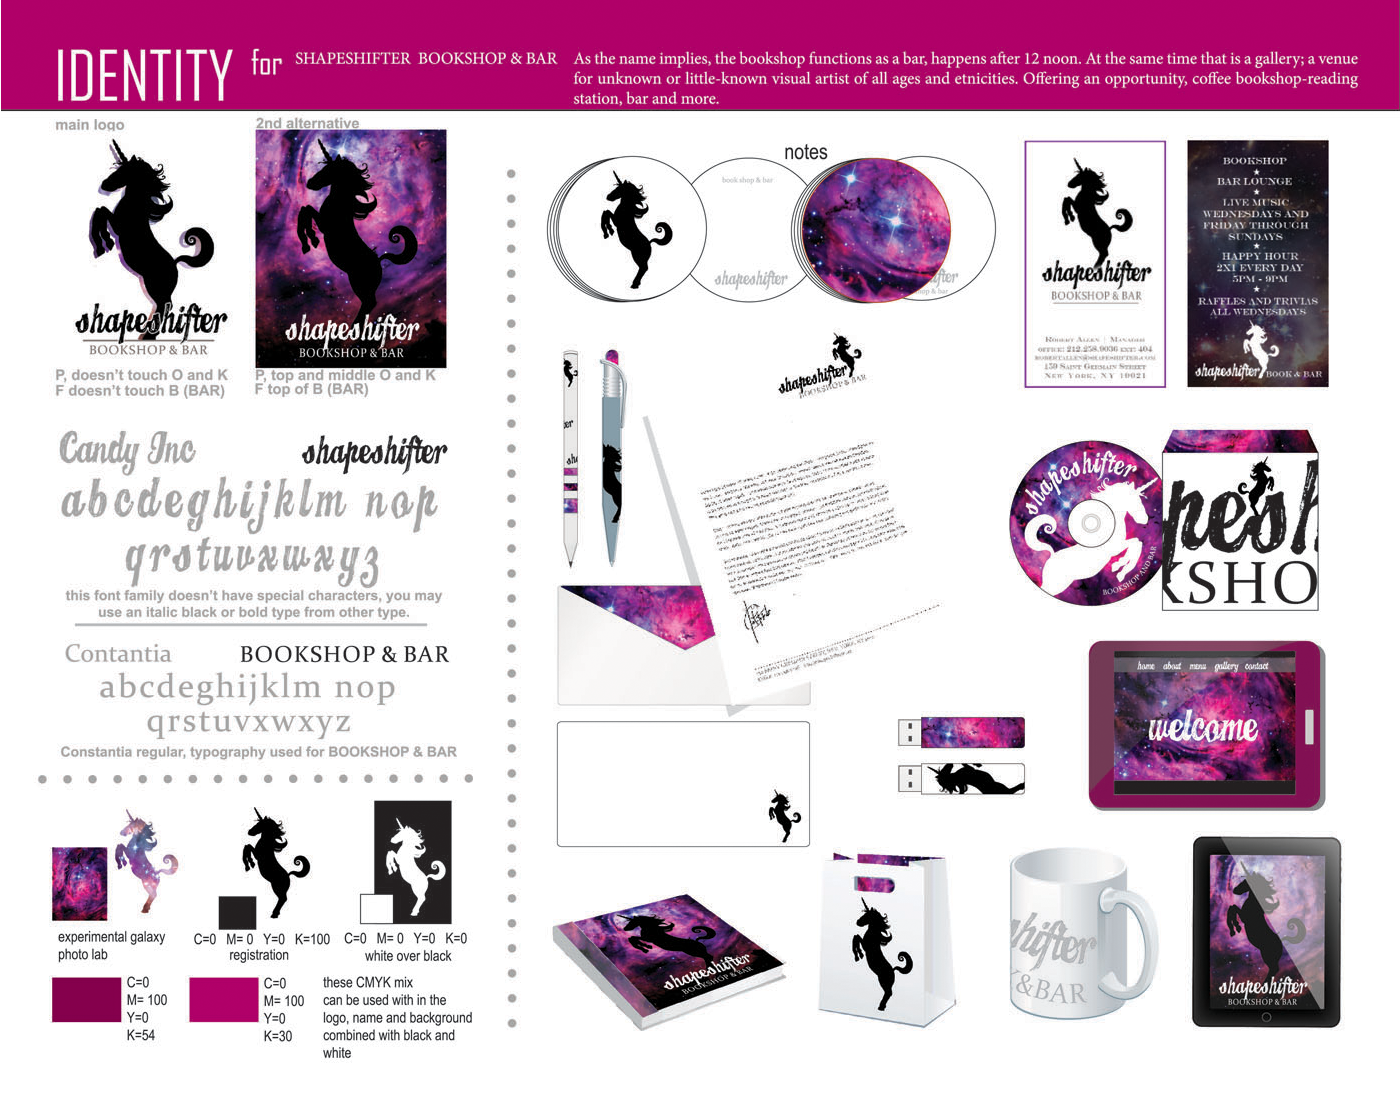 IDENTITY for SHAPESHIFTER BOOKSHOP & BAR
As the name implies, the bookshop functions as a bar, happens after 12 noon. At the same time that is a gallery; a venue
for unknown or little-known visual artist of all ages and etnicities. Offering an opportunity, coffee bookshop-reading
station, bar and more.
main logo
shapeshifter
BOOKSHOP & BAR
P, doesn't touch O and K
F doesn't touch B (BAR)
2nd alternative
shapeshifter
BOOKSHOP & BAR
P, top and middle O and K
F top of B (BAR)
Candy Inc
shapeshifter
abcdeghijklm nop
qrstuvxwxyz
this font family doesn't have special characters, you may
use an italic black or bold type from other type.
Contantia
BOOKSHOP & BAR
abcdeghijklm nop
qrstuvxwxyz
Constantia regular, typography used for BOOKSHOP & BAR
experimental galaxy
photo lab
C=0 M= 0 Y=0 K=100
registration
C=0 M= 0 Y=0 K=0
white over black
C=0
M= 100
Y=0
K=54
C=0
M= 100
Y=0
K=30
these CMYK mix
can be used with in the
logo, name and background
combined with black and
white
notes
book shop & bar
shapeshifter
ifter
op & bar
shapeshifter
BOOKSHOP & BAR
ROBERT ALLEN | MANAGER
OFFICE: 212.258.9036 EXT: 404
ROBERTALLEN@SHAPESHIFTER.COM
159 SAINT GERMAIN STREET
NEW YORK, NY 10021
BOOKSHOP
BAR LOUNGE
LIVE MUSIC
WEDNESDAYS AND
FRIDAY THROUGH
SUNDAYS
HAPPY HOUR
2X1 EVERY DAY
5PM - 9PM
RAFFLES AND TRIVIAS
ALL WEDNESDAYS
shapeshifter BOOK & BAR
shapeshifter
BOOKSHOP & BAR
shapeshifter
BOOKSHOP AND BAR
pesh
KSHO
home about menu gallery contact
welcome
shapeshifter
BOOKSHOP & BAR
shifter
K&BAR
shapeshifter
BOOKSHOP & BAR